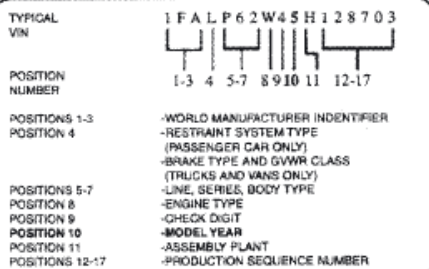 TYPICAL 1FALP62W45H128703
VIN
POSITION 1-3 4 5-7 8 9 10 11 12-17
NUMBER
POSITIONS 1-3 -WORLD MANUFACTURER INDENTIFIER
POSITION 4 -RESTRAINT SYSTEM TYPE
(PASSENGER CAR ONLY)
-BRAKE TYPE AND GVWR CLASS
(TRUCKS AND VANS ONLY)
POSITIONS 5-7 -LINE, SERIES, BODY TYPE
POSITION 8 -ENGINE TYPE
POSITION 9 -CHECK DIGIT
POSITION 10 -MODEL YEAR
POSITION 11 -ASSEMBLY PLANT
POSITIONS 12-17 -PRODUCTION SEQUENCE NUMBER